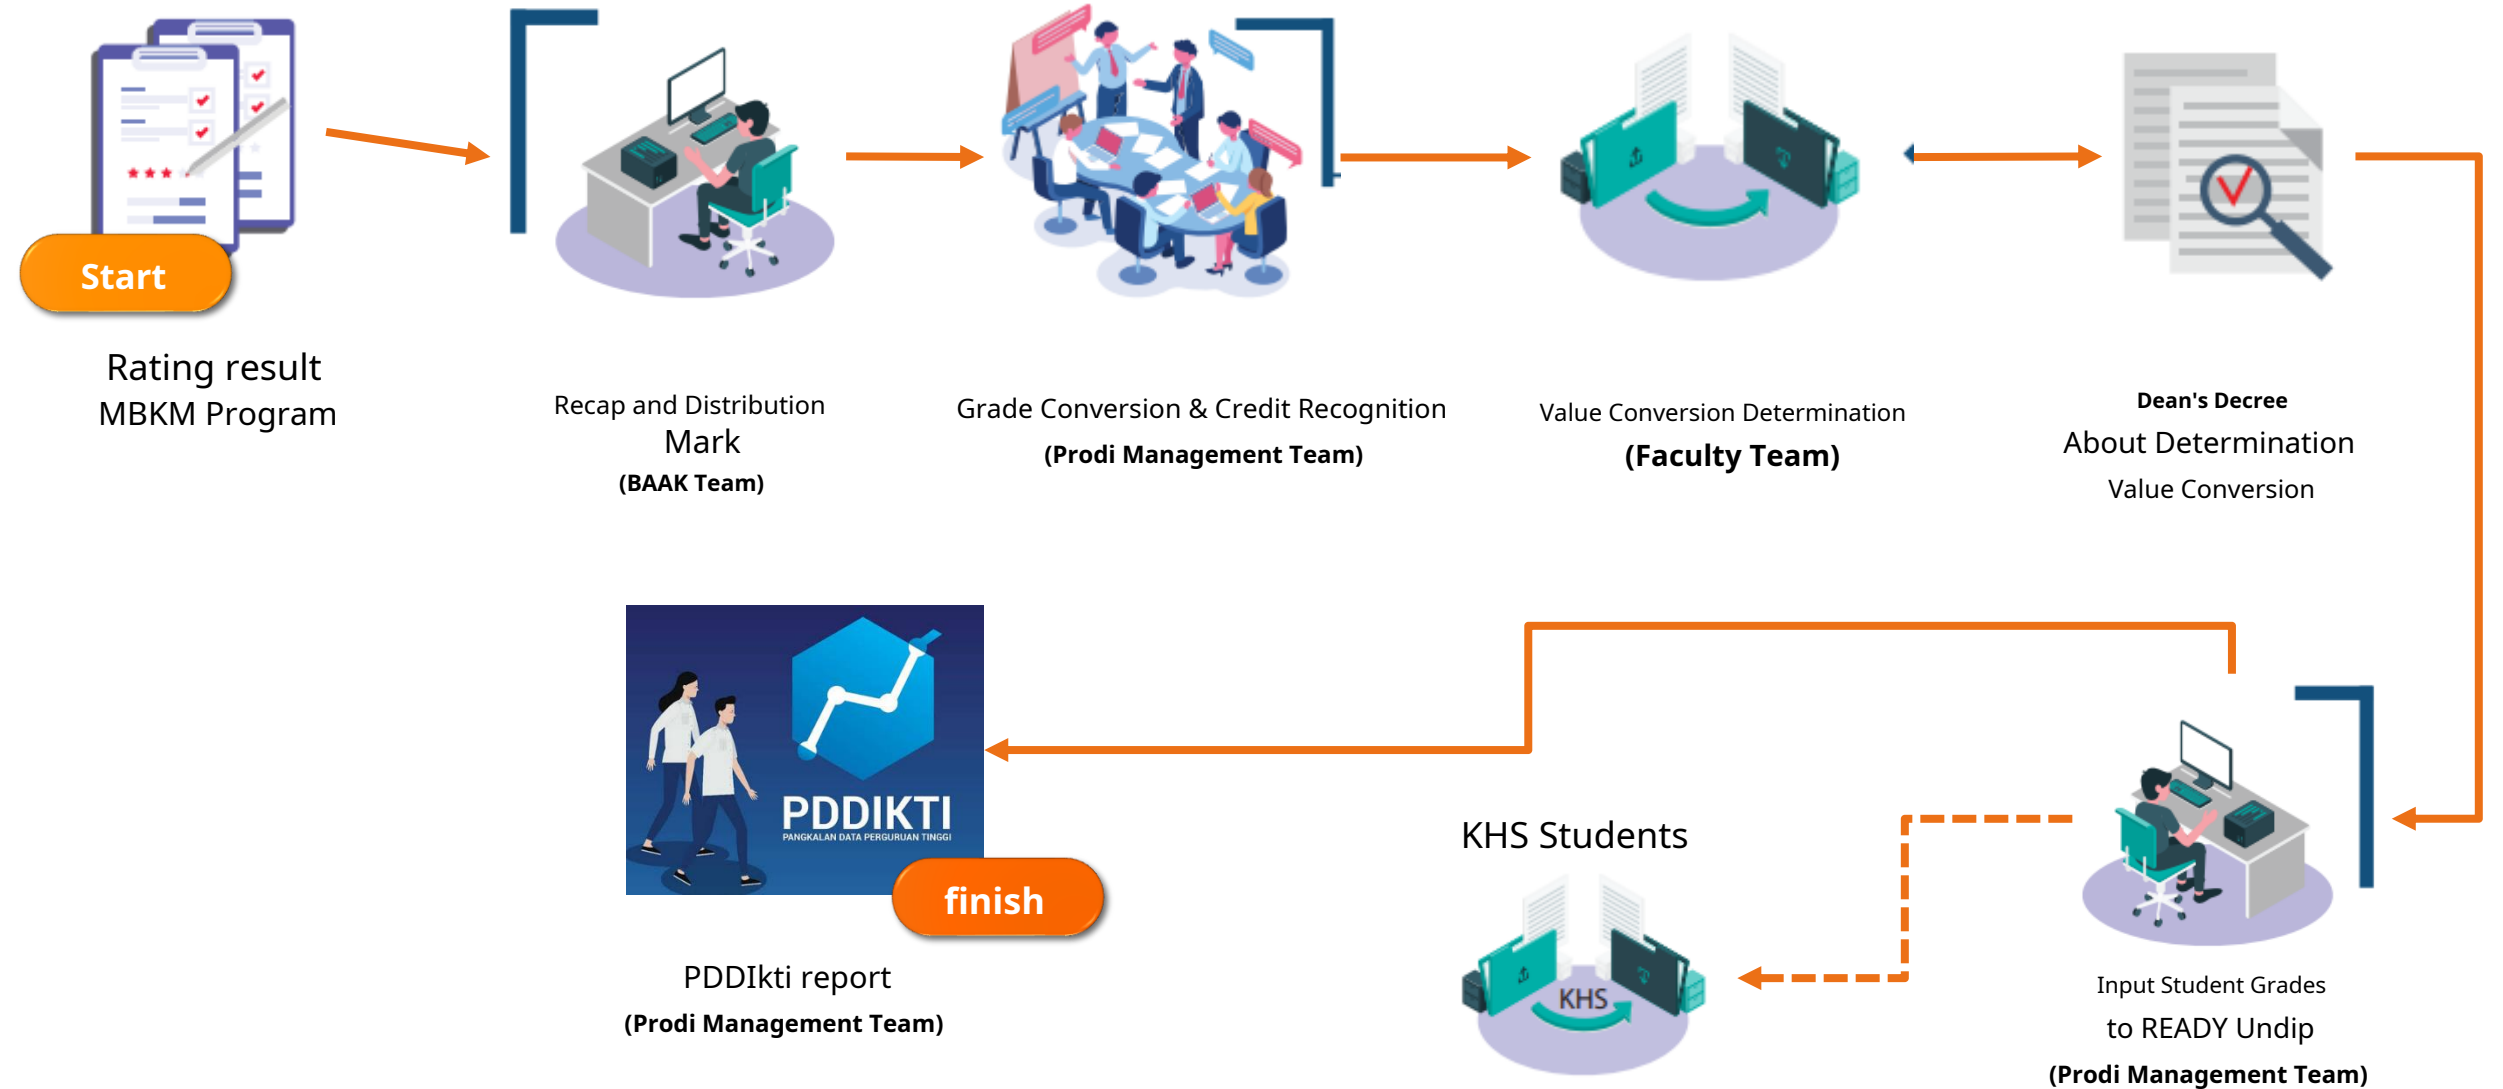 Start
Rating result
MBKM Program
Recap and Distribution
Mark
(BAAK Team)
Grade Conversion & Credit Recognition
(Prodi Management Team)
Value Conversion Determination
(Faculty Team)
Dean's Decree
About Determination
Value Conversion
PDDIKTI
PANGKALAN DATA PERGURUAN TINGGI
finish
PDDIkti report
(Prodi Management Team)
KHS Students
KHS
Input Student Grades
to READY Undip
(Prodi Management Team)